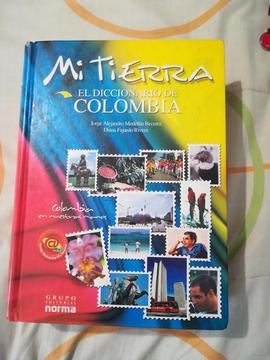 Mi TiERRA
EL DICCIONARIO DE
COLOMBIA
Jorge Alejandro Medellín Becerra
Diana Fajardo Rivera
Colombia
en nuestras manos
GRUPO
EDITORIAL
norma